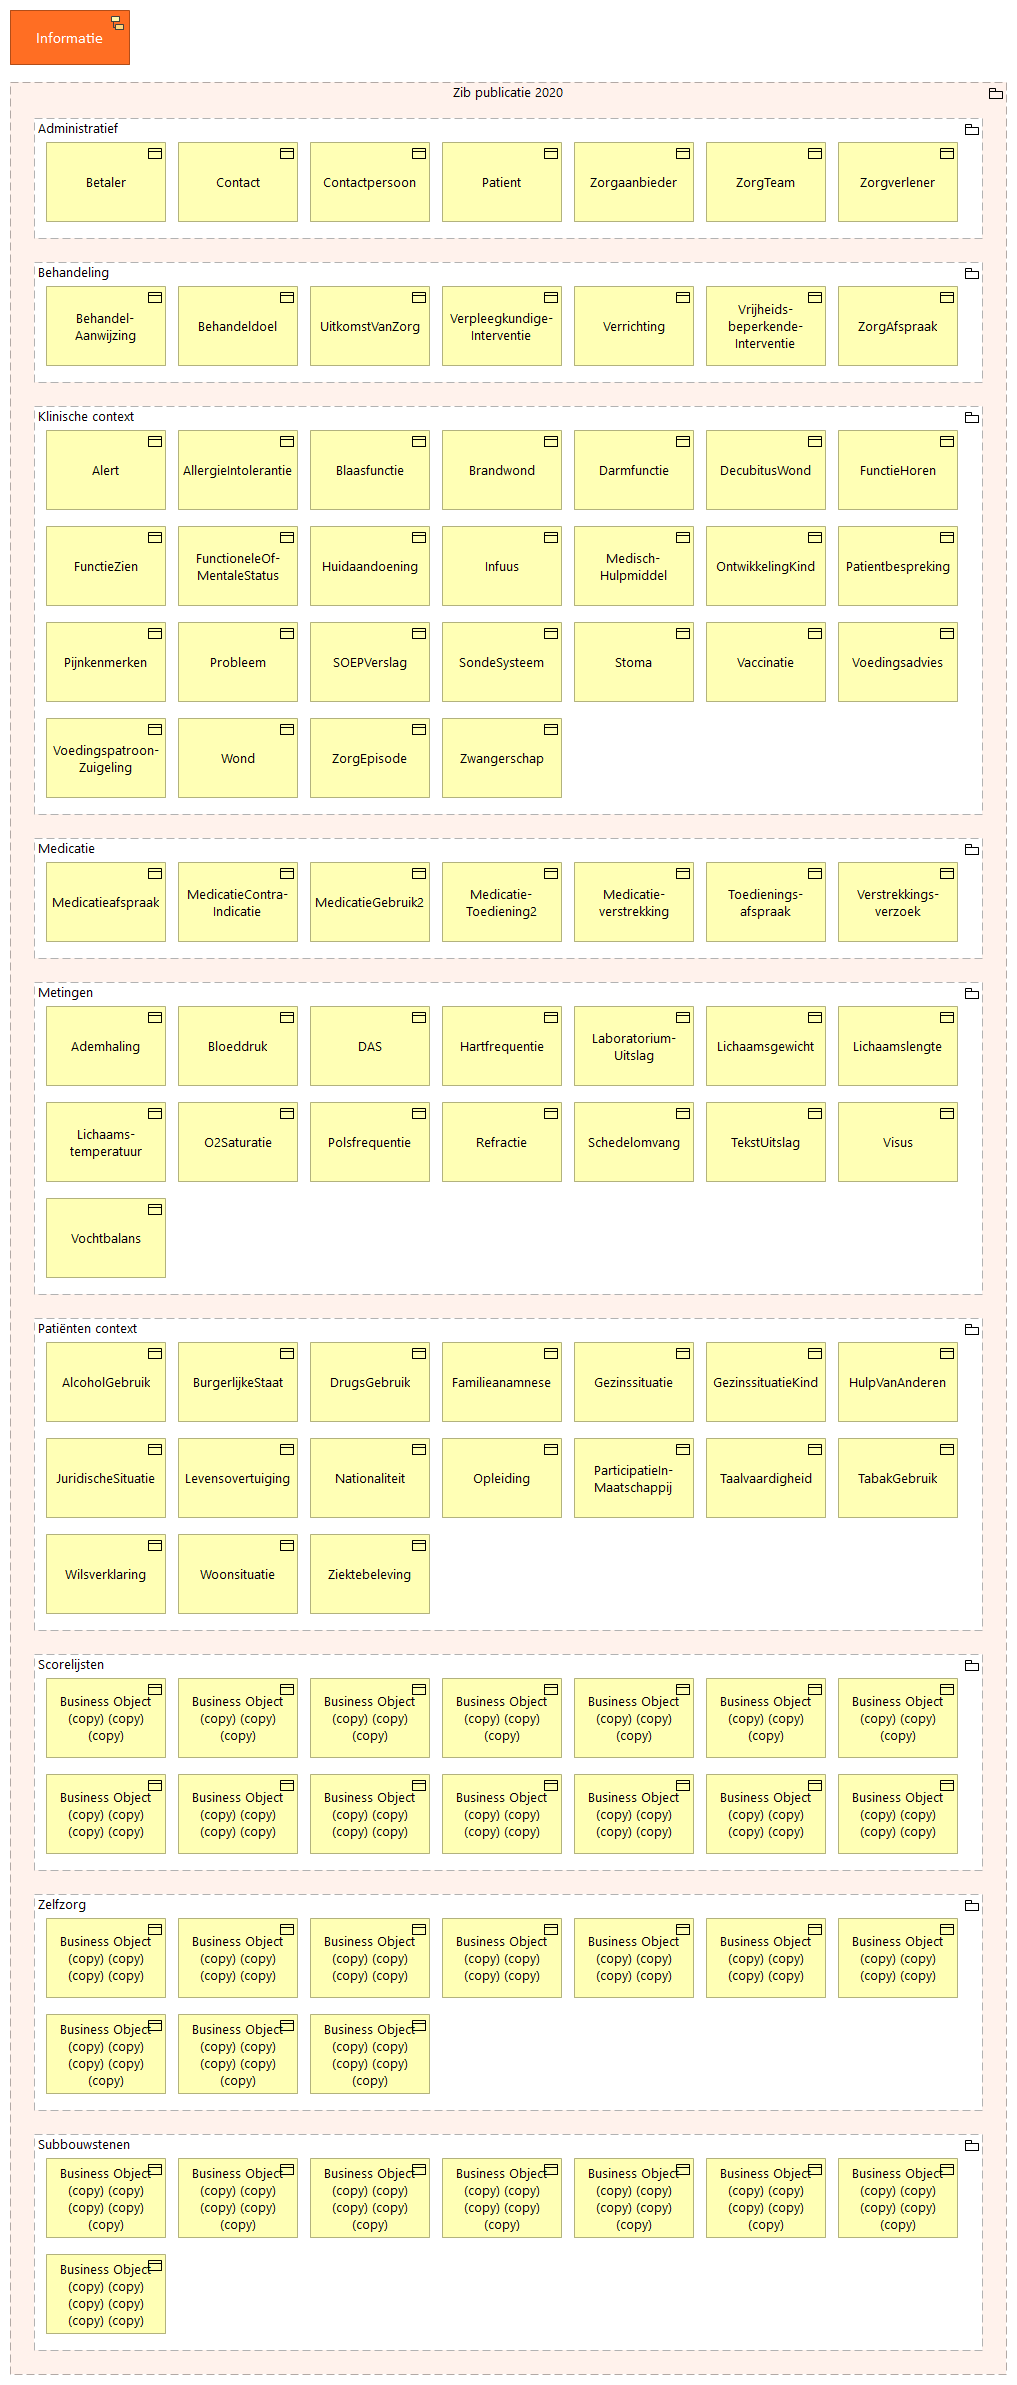 Informatie
Zib publicatie 2020
Administratief
Betaler
Contact
Contactpersoon
Patient
Zorgaanbieder
ZorgTeam
Zorgverlener
Behandeling
Behandel-
Aanwijzing
Behandeldoel
UitkomstVanZorg
Verpleegkundige-
Interventie
Verrichting
Vrijheids-
beperkende-
Interventie
ZorgAfspraak
Klinische context
Alert
AllergieIntolerantie
Blaasfunctie
Brandwond
Darmfunctie
DecubitusWond
FunctieHoren
FunctieZien
FunctioneleOf-
MentaleStatus
Huidaandoening
Infuus
Medisch-
Hulpmiddel
OntwikkelingKind
Patientbespreking
Pijnkenmerken
Probleem
SOEPVerslag
SondeSysteem
Stoma
Vaccinatie
Voedingsadvies
Voedingspatroon-
Zuigeling
Wond
ZorgEpisode
Zwangerschap
Medicatie
Medicatieafspraak
MedicatieContra-
Indicatie
MedicatieGebruik2
Medicatie-
Toediening2
Medicatie-
verstrekking
Toedienings-
afspraak
Verstrekkings-
verzoek
Metingen
Ademhaling
Bloeddruk
DAS
Hartfrequentie
Laboratorium-
Uitslag
Lichaamsgewicht
Lichaamslengte
Lichaams-
temperatuur
O2Saturatie
Polsfrequentie
Refractie
Schedelomvang
TekstUitslag
Visus
Vochtbalans
Patiënten context
AlcoholGebruik
BurgerlijkeStaat
DrugsGebruik
Familieanamnese
Gezinssituatie
GezinssituatieKind
HulpVanAnderen
JuridischeSituatie
Levensovertuiging
Nationaliteit
Opleiding
ParticipatieIn-
Maatschappij
Taalvaardigheid
TabakGebruik
Wilsverklaring
Woonsituatie
Ziektebeleving
Scorelijsten
Business Object
(copy) (copy)
(copy)
Business Object
(copy) (copy)
(copy)
Business Object
(copy) (copy)
(copy)
Business Object
(copy) (copy)
(copy)
Business Object
(copy) (copy)
(copy)
Business Object
(copy) (copy)
(copy)
Business Object
(copy) (copy)
(copy)
Business Object
(copy) (copy)
(copy) (copy)
Business Object
(copy) (copy)
(copy) (copy)
Business Object
(copy) (copy)
(copy) (copy)
Business Object
(copy) (copy)
(copy) (copy)
Business Object
(copy) (copy)
(copy) (copy)
Business Object
(copy) (copy)
(copy) (copy)
Business Object
(copy) (copy)
(copy) (copy)
Zelfzorg
Business Object
(copy) (copy)
(copy) (copy)
Business Object
(copy) (copy)
(copy) (copy)
Business Object
(copy) (copy)
(copy) (copy)
Business Object
(copy) (copy)
(copy) (copy)
Business Object
(copy) (copy)
(copy) (copy)
Business Object
(copy) (copy)
(copy) (copy)
Business Object
(copy) (copy)
(copy) (copy)
Business Object
(copy) (copy)
(copy) (copy)
(copy)
Business Object
(copy) (copy)
(copy) (copy)
(copy)
Business Object
(copy) (copy)
(copy) (copy)
(copy)
Subbouwstenen
Business Object
(copy) (copy)
(copy) (copy)
(copy)
Business Object
(copy) (copy)
(copy) (copy)
(copy)
Business Object
(copy) (copy)
(copy) (copy)
(copy)
Business Object
(copy) (copy)
(copy) (copy)
(copy)
Business Object
(copy) (copy)
(copy) (copy)
(copy)
Business Object
(copy) (copy)
(copy) (copy)
(copy)
Business Object
(copy) (copy)
(copy) (copy)
(copy)
Business Object
(copy) (copy)
(copy) (copy)
(copy) (copy)